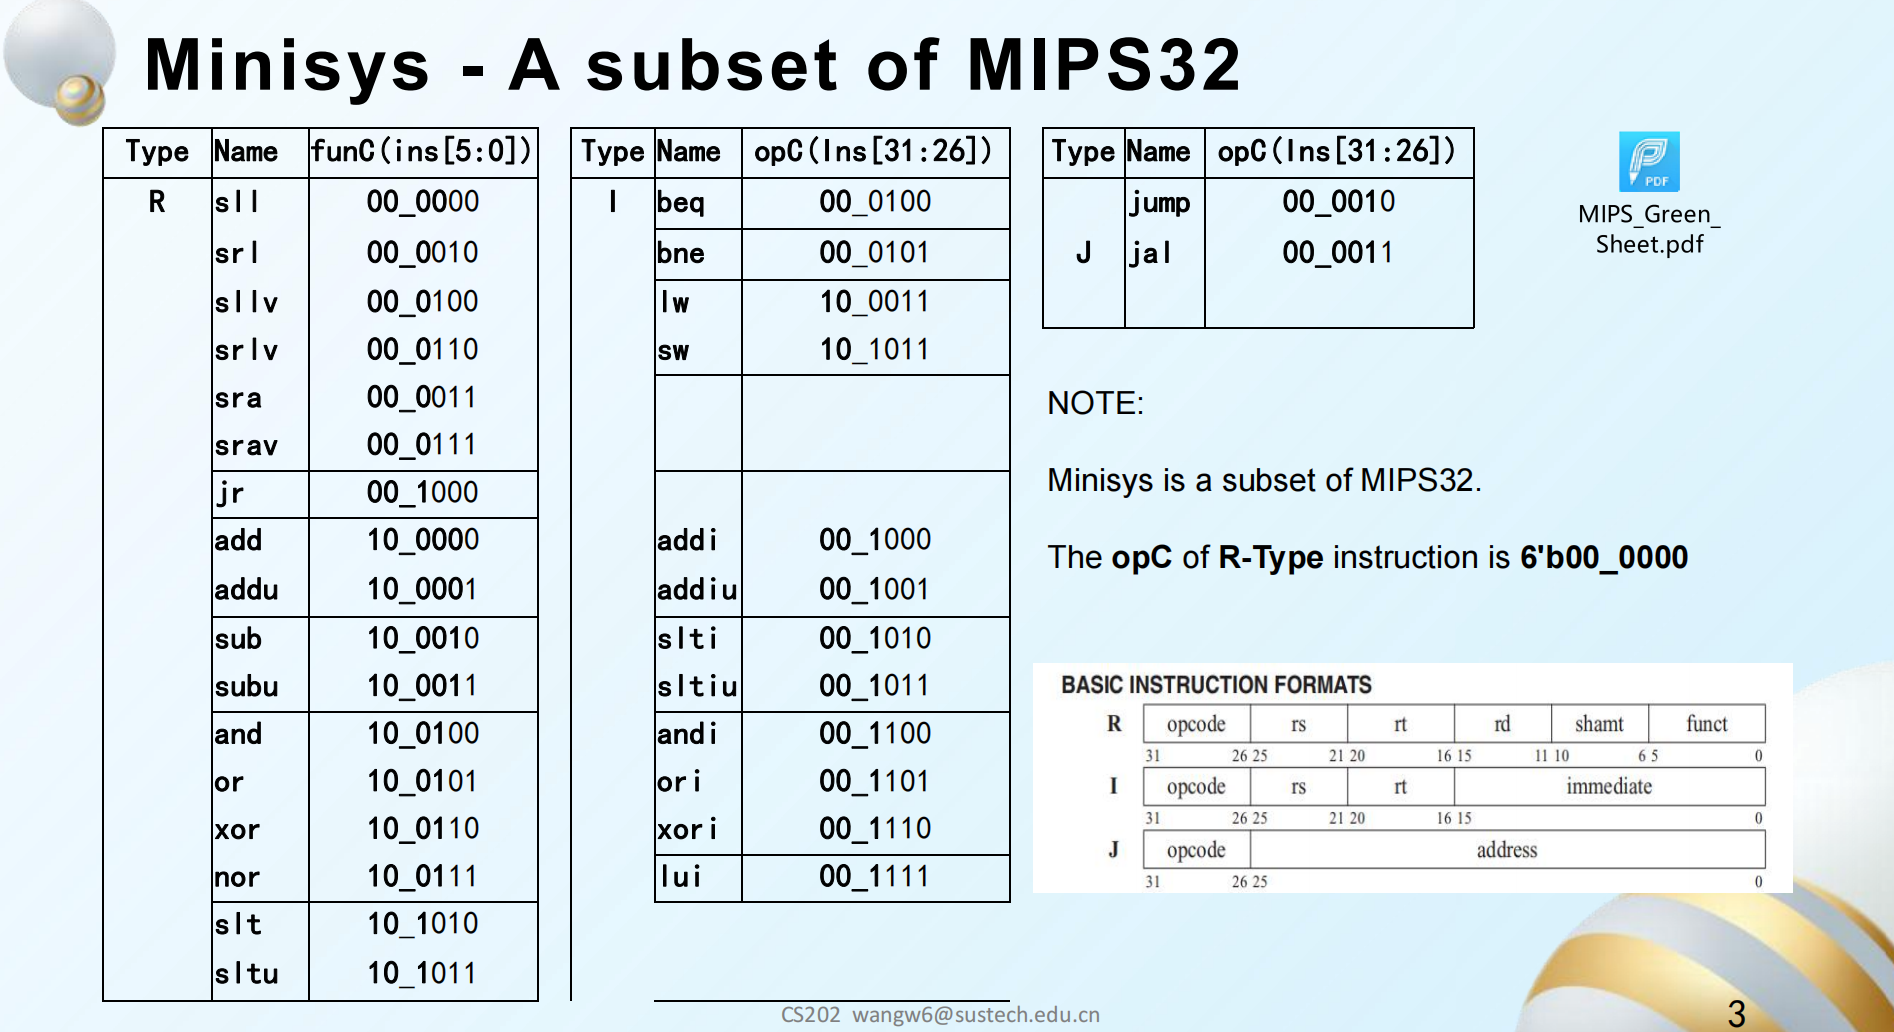 Minisys - A subset of MIPS32
Type Name funC(ins[5:0])
R sll 00_0000
srl 00_0010
sllv 00_0100
srlv 00_0110
sra 00_0011
srav 00_0111
jr 00_1000
add 10_0000
addu 10_0001
sub 10_0010
subu 10_0011
and 10_0100
or 10_0101
xor 10_0110
nor 10_0111
slt 10_1010
sltu 10_1011
Type Name opC(Ins[31:26])
I beq 00_0100
bne 00_0101
lw 10_0011
sw 10_1011
addi 00_1000
addiu 00_1001
slti 00_1010
sltiu 00_1011
andi 00_1100
ori 00_1101
xori 00_1110
lui 00_1111
Type Name opC(Ins[31:26])
jump 00_0010
J jal 00_0011
PDF
MIPS_Green_
Sheet.pdf
NOTE:
Minisys is a subset of MIPS32.
The opC of R-Type instruction is 6'b00_0000
BASIC INSTRUCTION FORMATS
R opcode rs rt rd shamt funct
31 26 25 21 20 16 15 11 10 6 5 0
I opcode rs rt immediate
31 26 25 21 20 16 15 0
J opcode address
31 26 25 0
CS202 wangw6@sustech.edu.cn
3